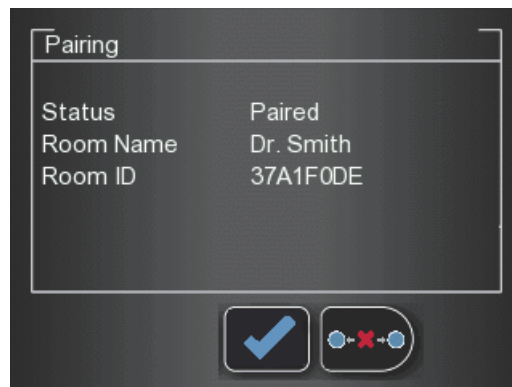 Pairing
Status Paired
Room Name Dr. Smith
Room ID 37A1F0DE